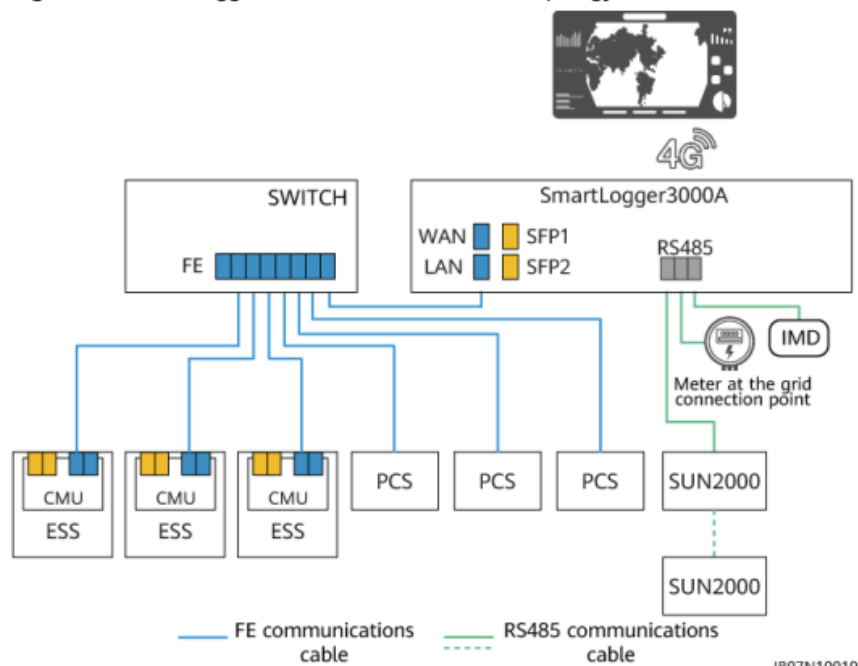 4G
SWITCH
FE
SmartLogger3000A
WAN
SFP1
LAN
SFP2
RS485
IMD
Meter at the grid
connection point
CMU
ESS
CMU
ESS
CMU
ESS
PCS
PCS
PCS
SUN2000
SUN2000
FE communications
cable
RS485 communications
cable